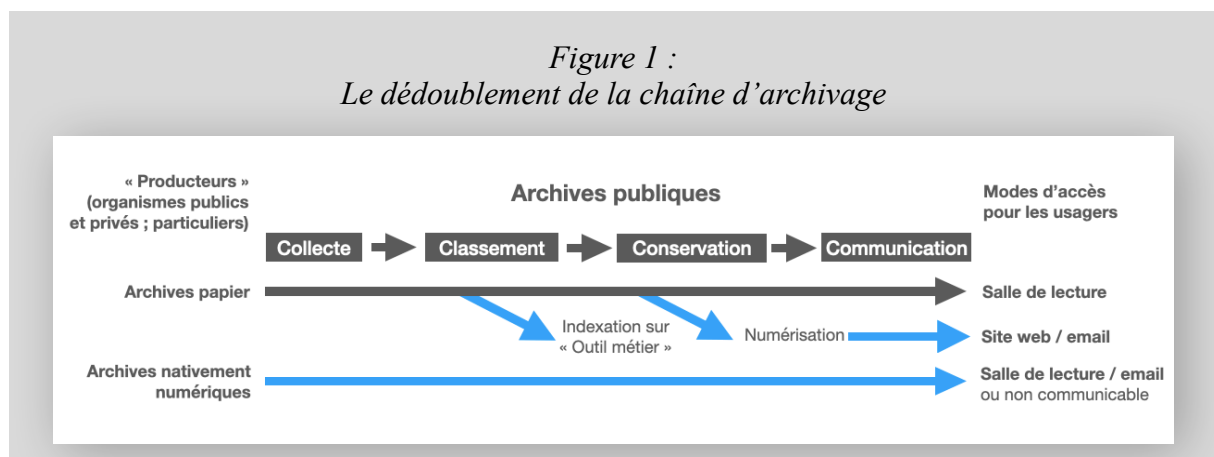 Figure 1 :
Le dédoublement de la chaîne d’archivage
« Producteurs »
(organismes publics
et privés ; particuliers)
Archives publiques
Modes d’accès
pour les usagers
Collecte
Classement
Conservation
Communication
Archives papier
Salle de lecture
Indexation sur
« Outil métier »
Numérisation
Site web / email
Archives nativement
numériques
Salle de lecture / email
ou non communicable